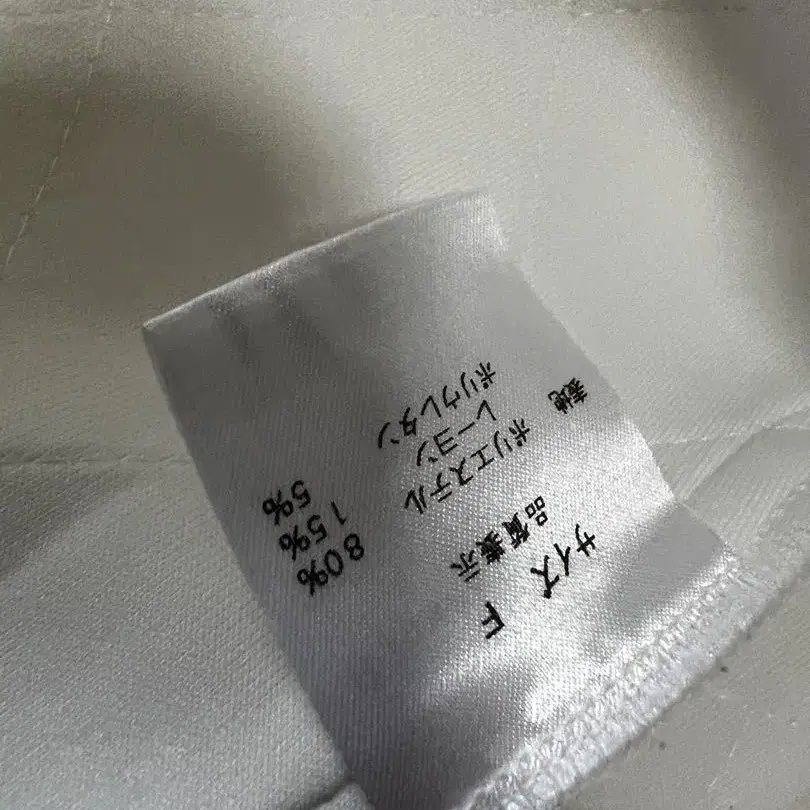 サイズ F
品質表示
表地 ポリエステル 80%
レーヨン 15%
ポリウレタン 5%